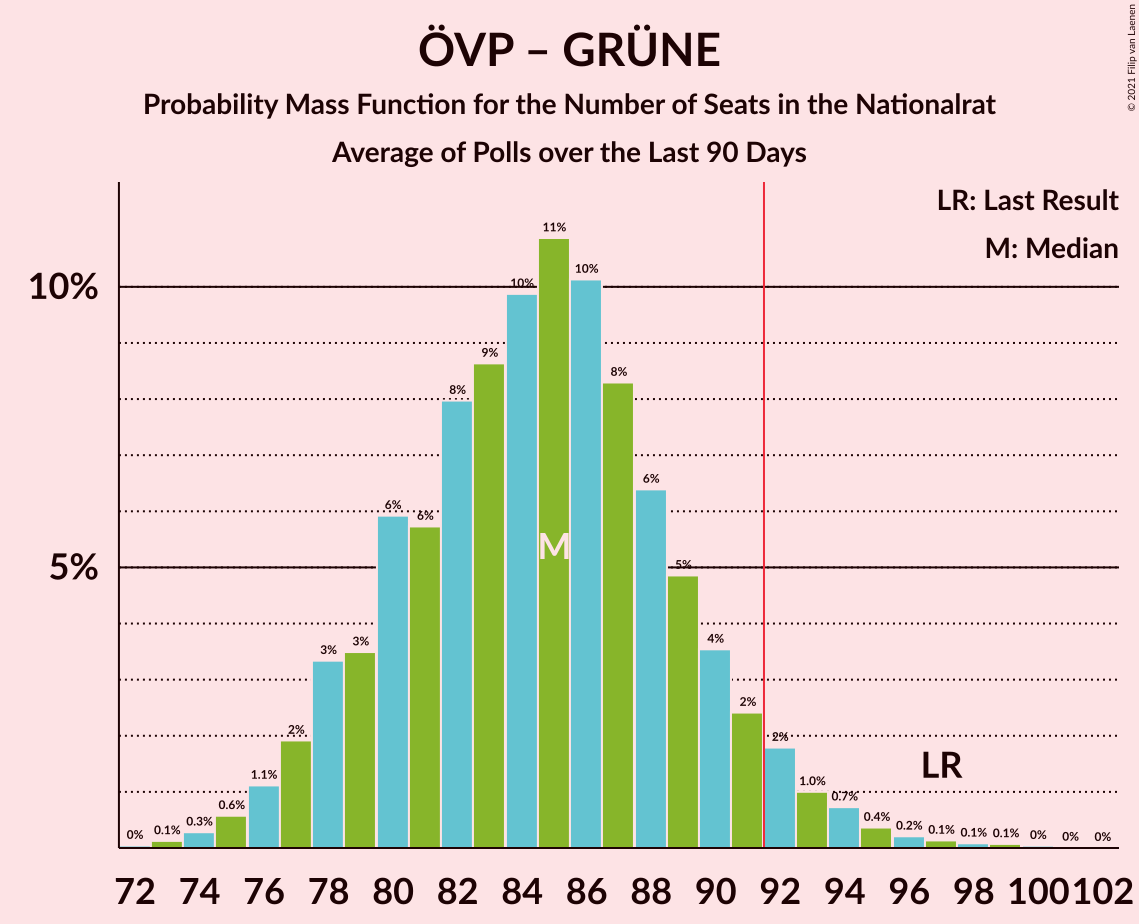 ÖVP – GRÜNE
Probability Mass Function for the Number of Seats in the Nationalrat
Average of Polls over the Last 90 Days
© 2021 Filip van Laenen
LR: Last Result
M: Median
10%
5%
0% 0.1% 0.3% 0.6% 1.1% 2% 3% 3% 6% 6% 8% 9% 10% 11% 10% 8% 6% 5% 4% 2% 2% 1.0% 0.7% 0.4% 0.2% 0.1% 0.1% 0.1% 0% 0% 0%
M
LR
72 74 76 78 80 82 84 86 88 90 92 94 96 98 100 102